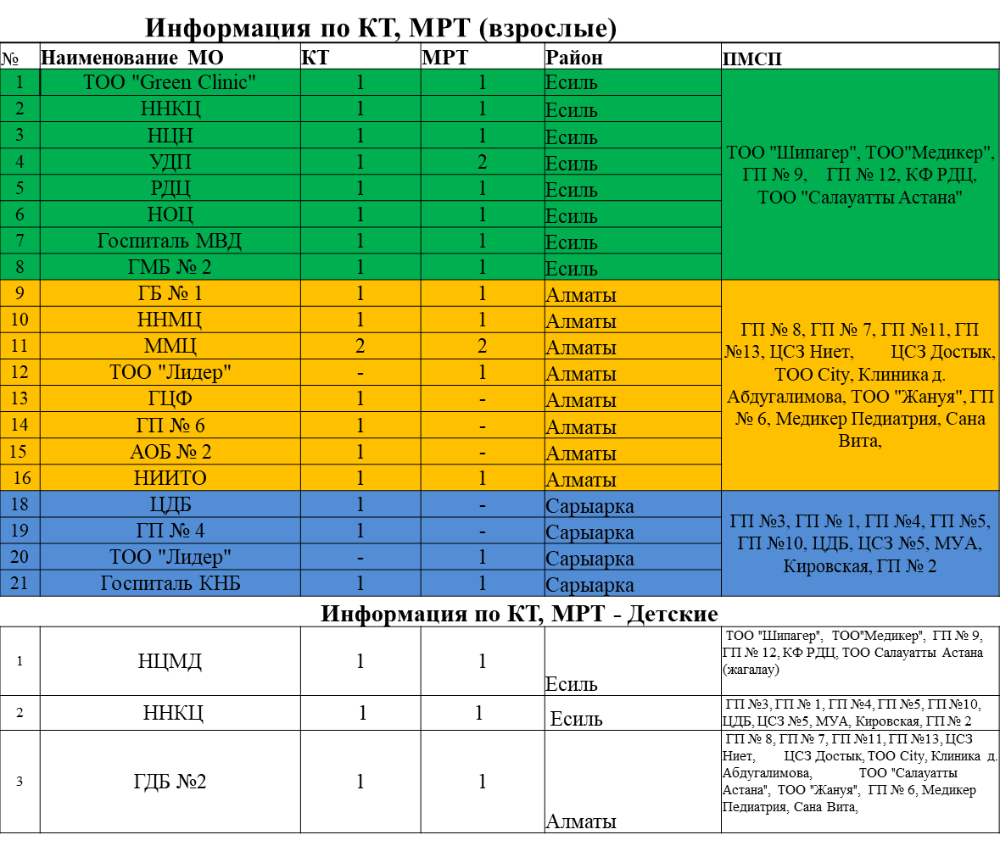 Информация по КТ, МРТ (взрослые)
№ Наименование МО КТ МРТ Район ПМСП
1 ТОО "Green Clinic" 1 1 Есиль
2 ННКЦ 1 1 Есиль
3 НЦН 1 1 Есиль
4 УДП 1 2 Есиль
5 РДЦ 1 1 Есиль
6 НОЦ 1 1 Есиль
7 Госпиталь МВД 1 1 Есиль
8 ГМБ № 2 1 1 Есиль
ТОО "Шипагер", ТОО"Медикер",
ГП № 9, ГП № 12, КФ РДЦ,
ТОО "Салауатты Астана"
9 ГБ № 1 1 1 Алматы
10 ННМЦ 1 1 Алматы
11 ММЦ 2 2 Алматы
12 ТОО "Лидер" - 1 Алматы
13 ГЦФ 1 - Алматы
14 ГП № 6 1 - Алматы
15 АОБ № 2 1 - Алматы
16 НИИТО 1 1 Алматы
ГП № 8, ГП № 7, ГП №11, ГП
№13, ЦСЗ Ниет, ЦСЗ Достык,
ТОО City, Клиника д.
Абдугалимова, ТОО "Жануя", ГП
№ 6, Медикер Педиатрия, Сана
Вита,
18 ЦДБ 1 - Сарыарка
19 ГП № 4 1 - Сарыарка
20 ТОО "Лидер" - 1 Сарыарка
21 Госпиталь КНБ 1 1 Сарыарка
ГП №3, ГП № 1, ГП №4, ГП №5,
ГП №10, ЦДБ, ЦСЗ №5, МУА,
Кировская, ГП № 2
Информация по КТ, МРТ - Детские
1 НЦМД 1 1 Есиль
ТОО "Шипагер", ТОО"Медикер", ГП № 9,
ГП № 12, КФ РДЦ, ТОО Салауатты Астана
(жагалау)
2 ННКЦ 1 1 Есиль
ГП №3, ГП № 1, ГП №4, ГП №5, ГП №10,
ЦДБ, ЦСЗ №5, МУА, Кировская, ГП № 2
3 ГДБ №2 1 1 Алматы
ГП № 8, ГП № 7, ГП №11, ГП №13, ЦСЗ
Ниет, ЦСЗ Достык, ТОО City, Клиника д.
Абдугалимова, ТОО "Салауатты
Астана", ТОО "Жануя", ГП № 6, Медикер
Педиатрия, Сана Вита,